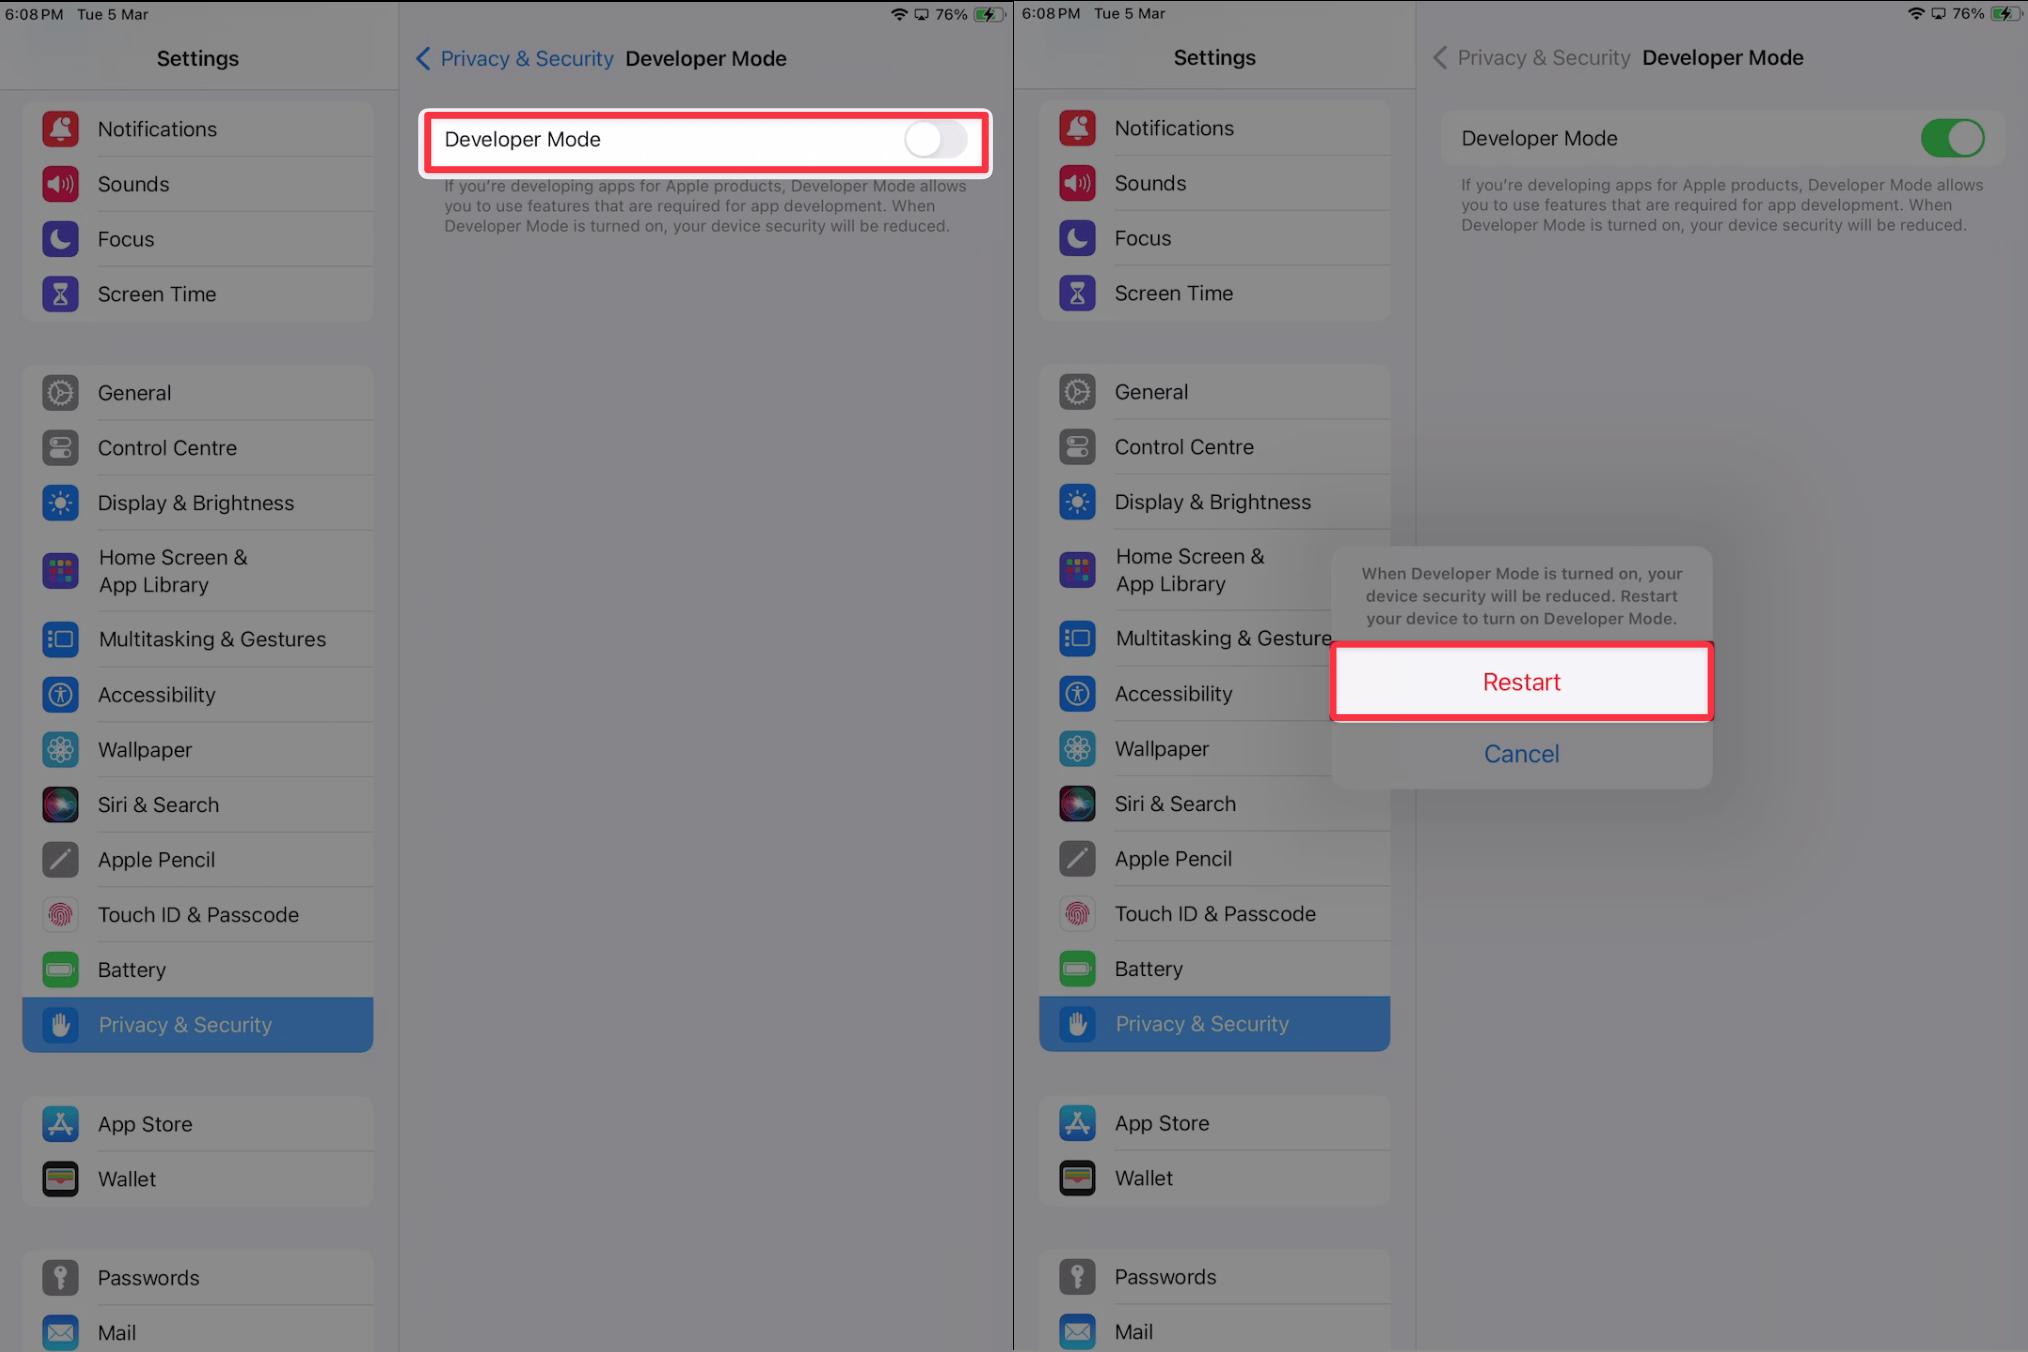 6:08 PM Tue 5 Mar
76%
Settings
Privacy & Security Developer Mode
Notifications
Sounds
Focus
Screen Time
General
Control Centre
Display & Brightness
Home Screen &
App Library
Multitasking & Gestures
Accessibility
Wallpaper
Siri & Search
Apple Pencil
Touch ID & Passcode
Battery
Privacy & Security
App Store
Wallet
Passwords
Mail
Developer Mode
If you're developing apps for Apple products, Developer Mode allows
you to use features that are required for app development. When
Developer Mode is turned on, your device security will be reduced.
6:08 PM Tue 5 Mar
76%
Settings
Privacy & Security Developer Mode
Notifications
Sounds
Focus
Screen Time
General
Control Centre
Display & Brightness
Home Screen &
App Library
Multitasking & Gesture
Accessibility
Wallpaper
Siri & Search
Apple Pencil
Touch ID & Passcode
Battery
Privacy & Security
App Store
Wallet
Passwords
Mail
Developer Mode
If you're developing apps for Apple products, Developer Mode allows
you to use features that are required for app development. When
Developer Mode is turned on, your device security will be reduced.
When Developer Mode is turned on, your
device security will be reduced. Restart
your device to turn on Developer Mode.
Restart
Cancel